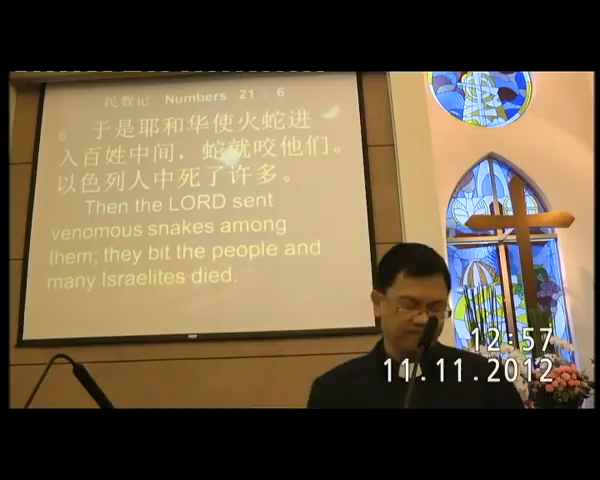 民数记 Numbers 21 : 6
6 于是耶和华使火蛇进
入百姓中间，蛇就咬他们。
以色列人中死了许多。
Then the LORD sent
venomous snakes among
them; they bit the people and
many Israelites died.
12:57
11.11.2012